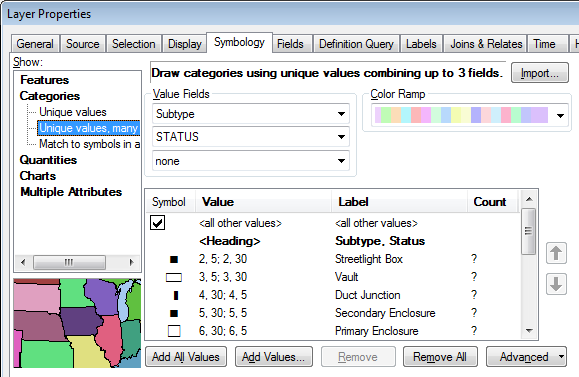 Layer Properties
General Source Selection Display Symbology Fields Definition Query Labels Joins & Relates Time
Show:
Features
Categories
Unique values
Unique values, many
Match to symbols in a
Quantities
Charts
Multiple Attributes
Draw categories using unique values combining up to 3 fields.
Import...
Value Fields
Subtype
STATUS
none
Color Ramp
Symbol Value Label Count
<all other values> <all other values>
<Heading> Subtype, Status
2, 5; 2, 30 Streetlight Box ?
3, 5; 3, 30 Vault ?
4, 30; 4, 5 Duct Junction ?
5, 30; 5, 5 Secondary Enclosure ?
6, 30; 6, 5 Primary Enclosure ?
Add All Values Add Values... Remove Remove All Advanced